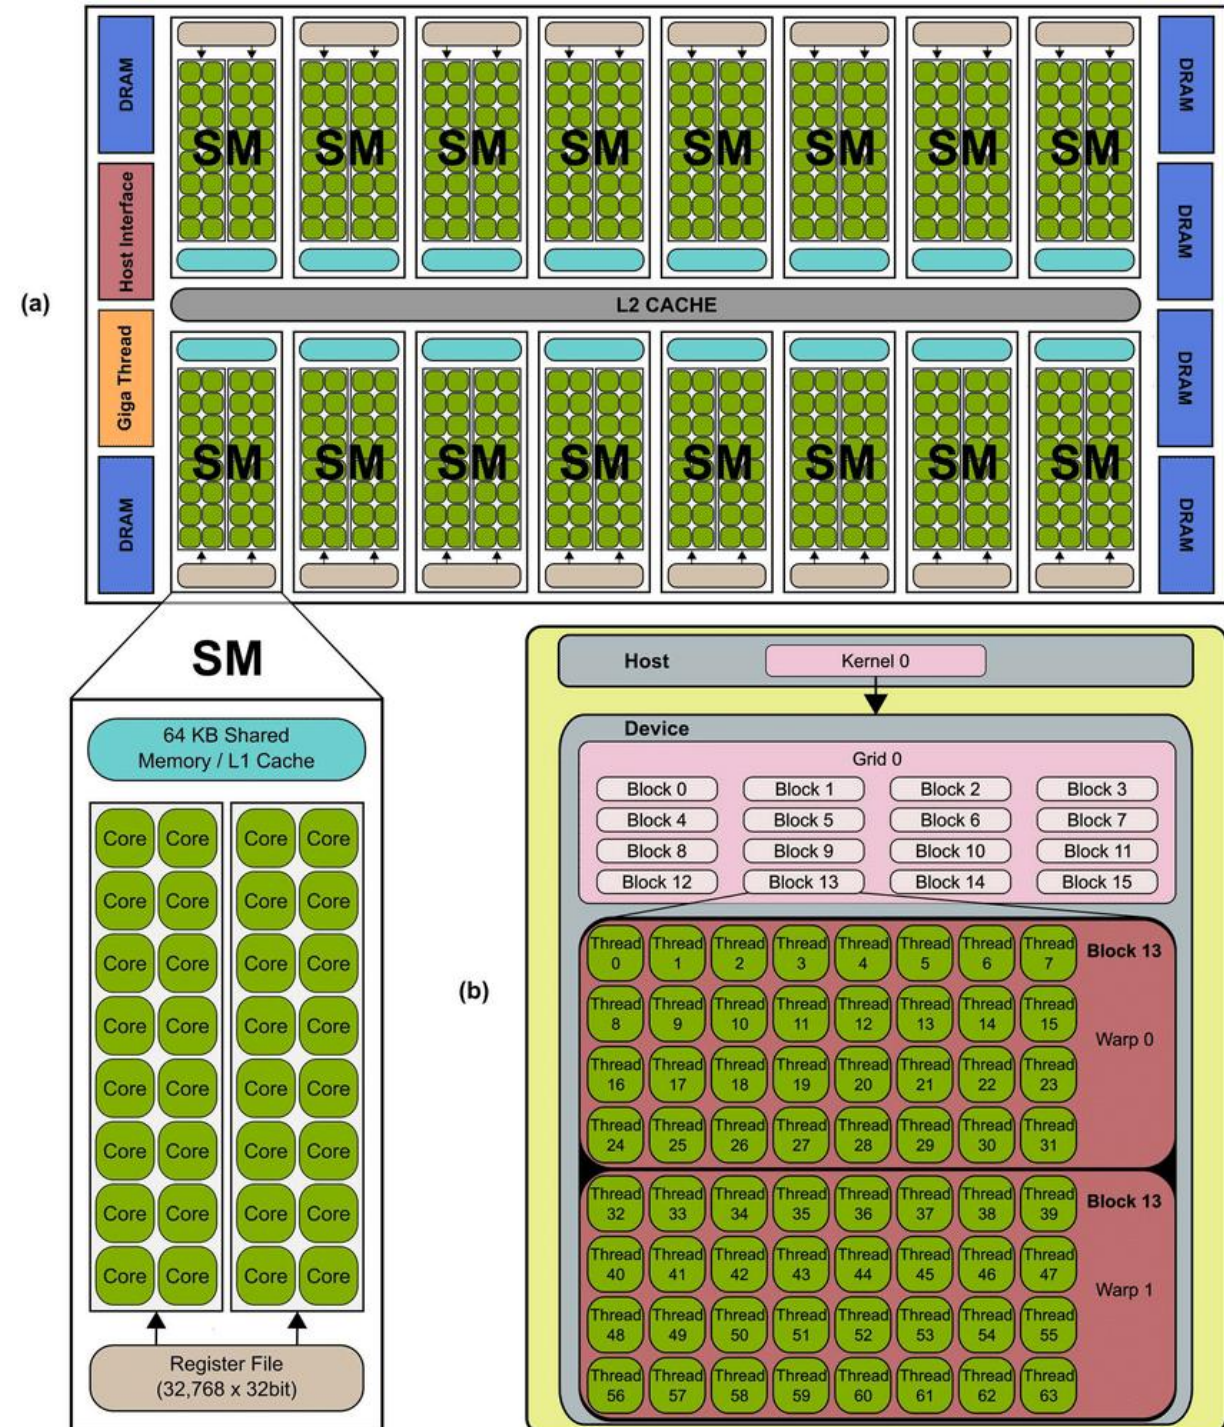 (a)
DRAM
Host Interface
Giga Thread
DRAM
SM SM SM SM SM SM SM SM
L2 CACHE
SM SM SM SM SM SM SM SM
DRAM
DRAM
DRAM
DRAM
SM
64 KB Shared
Memory / L1 Cache
Core Core Core Core
Core Core Core Core
Core Core Core Core
Core Core Core Core
Core Core Core Core
Core Core Core Core
Core Core Core Core
Core Core Core Core
Register File
(32,768 x 32bit)
(b)
Host
Kernel 0
Device
Grid 0
Block 0 Block 1 Block 2 Block 3
Block 4 Block 5 Block 6 Block 7
Block 8 Block 9 Block 10 Block 11
Block 12 Block 13 Block 14 Block 15
Thread Thread Thread Thread Thread Thread Thread Thread
0 1 2 3 4 5 6 7
Block 13
Thread Thread Thread Thread Thread Thread Thread Thread
8 9 10 11 12 13 14 15
Warp 0
Thread Thread Thread Thread Thread Thread Thread Thread
16 17 18 19 20 21 22 23
Thread Thread Thread Thread Thread Thread Thread Thread
24 25 26 27 28 29 30 31
Thread Thread Thread Thread Thread Thread Thread Thread
32 33 34 35 36 37 38 39
Block 13
Thread Thread Thread Thread Thread Thread Thread Thread
40 41 42 43 44 45 46 47
Warp 1
Thread Thread Thread Thread Thread Thread Thread Thread
48 49 50 51 52 53 54 55
Thread Thread Thread Thread Thread Thread Thread Thread
56 57 58 59 60 61 62 63